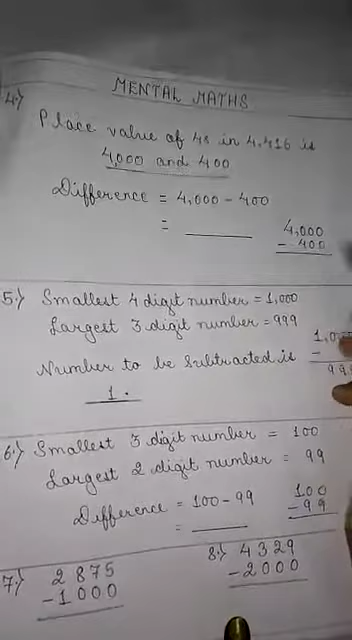 MENTAL MATHS
4.) Place value of 4s in 4,416 is
4,000 and 400
Difference = 4,000 - 400
= ______ 4,000
- 400
5.) Smallest 4 digit number = 1,000
Largest 3 digit number = 999
Number to be subtracted is
1.
6.) Smallest 3 digit number = 100
Largest 2 digit number = 99
Difference = 100 - 99 100
= ______ - 99
7.) 2875 8.) 4329
- 1000 - 2000